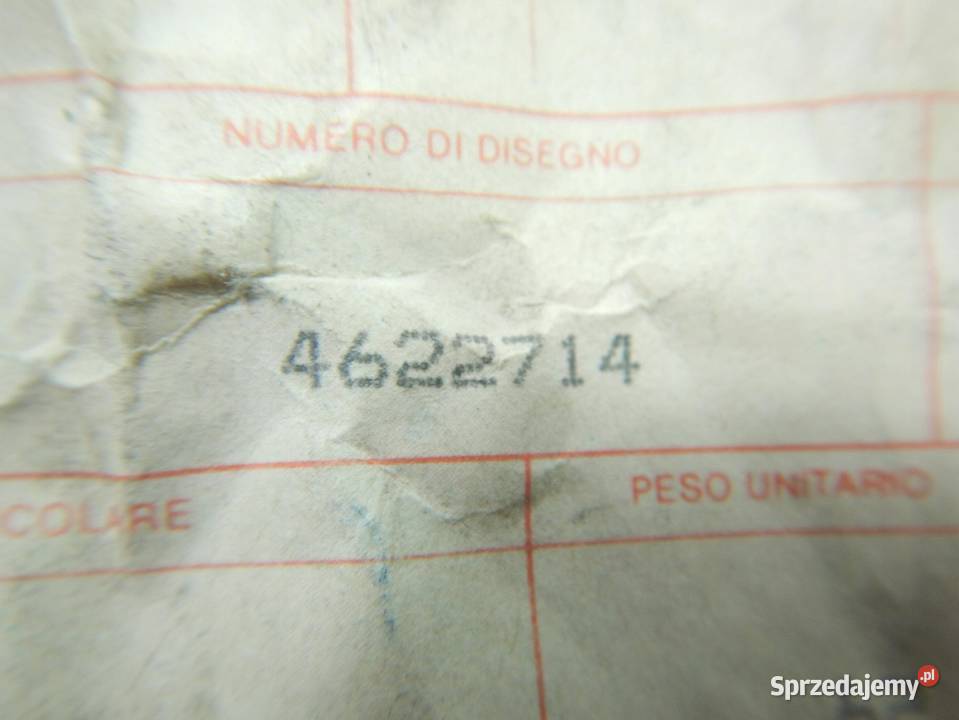 NUMERO DI DISEGNO
4622714
COLARE
PESO UNITARIO
Sprzedajemy.pl